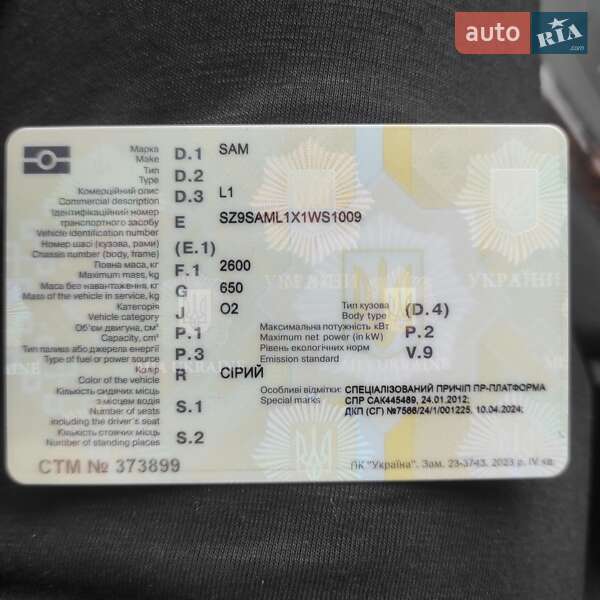 auto RIA .com
Марка D.1 SAM
Make
Тип D.2
Type
Комерційний опис D.3 L1
Commercial description
Ідентифікаційний номер
транспортного засобу E SZ9SAML1X1WS1009
Vehicle identification number
Номер шасі (кузова, рами) (E.1)
Chassis number (body, frame)
Повна маса, кг F.1 2600
Maximum mass, kg
Маса без навантаження, кг G 650
Mass of the vehicle in service, kg
Категорія J O2 Тип кузова (D.4)
Vehicle category Body type
Об'єм двигуна, см³ P.1 Максимальна потужність кВт P.2
Capacity, cm³ Maximum net power (in kW)
Тип палива або джерела енергії P.3 Рівень екологічних норм V.9
Type of fuel or power source Emission standard
Колір R СІРИЙ
Color of the vehicle
Кількість сидячих місць Особливі відмітки: СПЕЦІАЛІЗОВАНИЙ ПРИЧІП ПР-ПЛАТФОРМА
з місцем водія S.1 Special marks СПР САК445489, 24.01.2012;
Number of seats ДКП (СГ) №7566/24/1/001225, 10.04.2024;
including the driver's seat
Кількість стоячих місць S.2
Number of standing places
СТМ № 373899 ПК "Україна". Зам. 23-3743. 2023 р. IV кв.